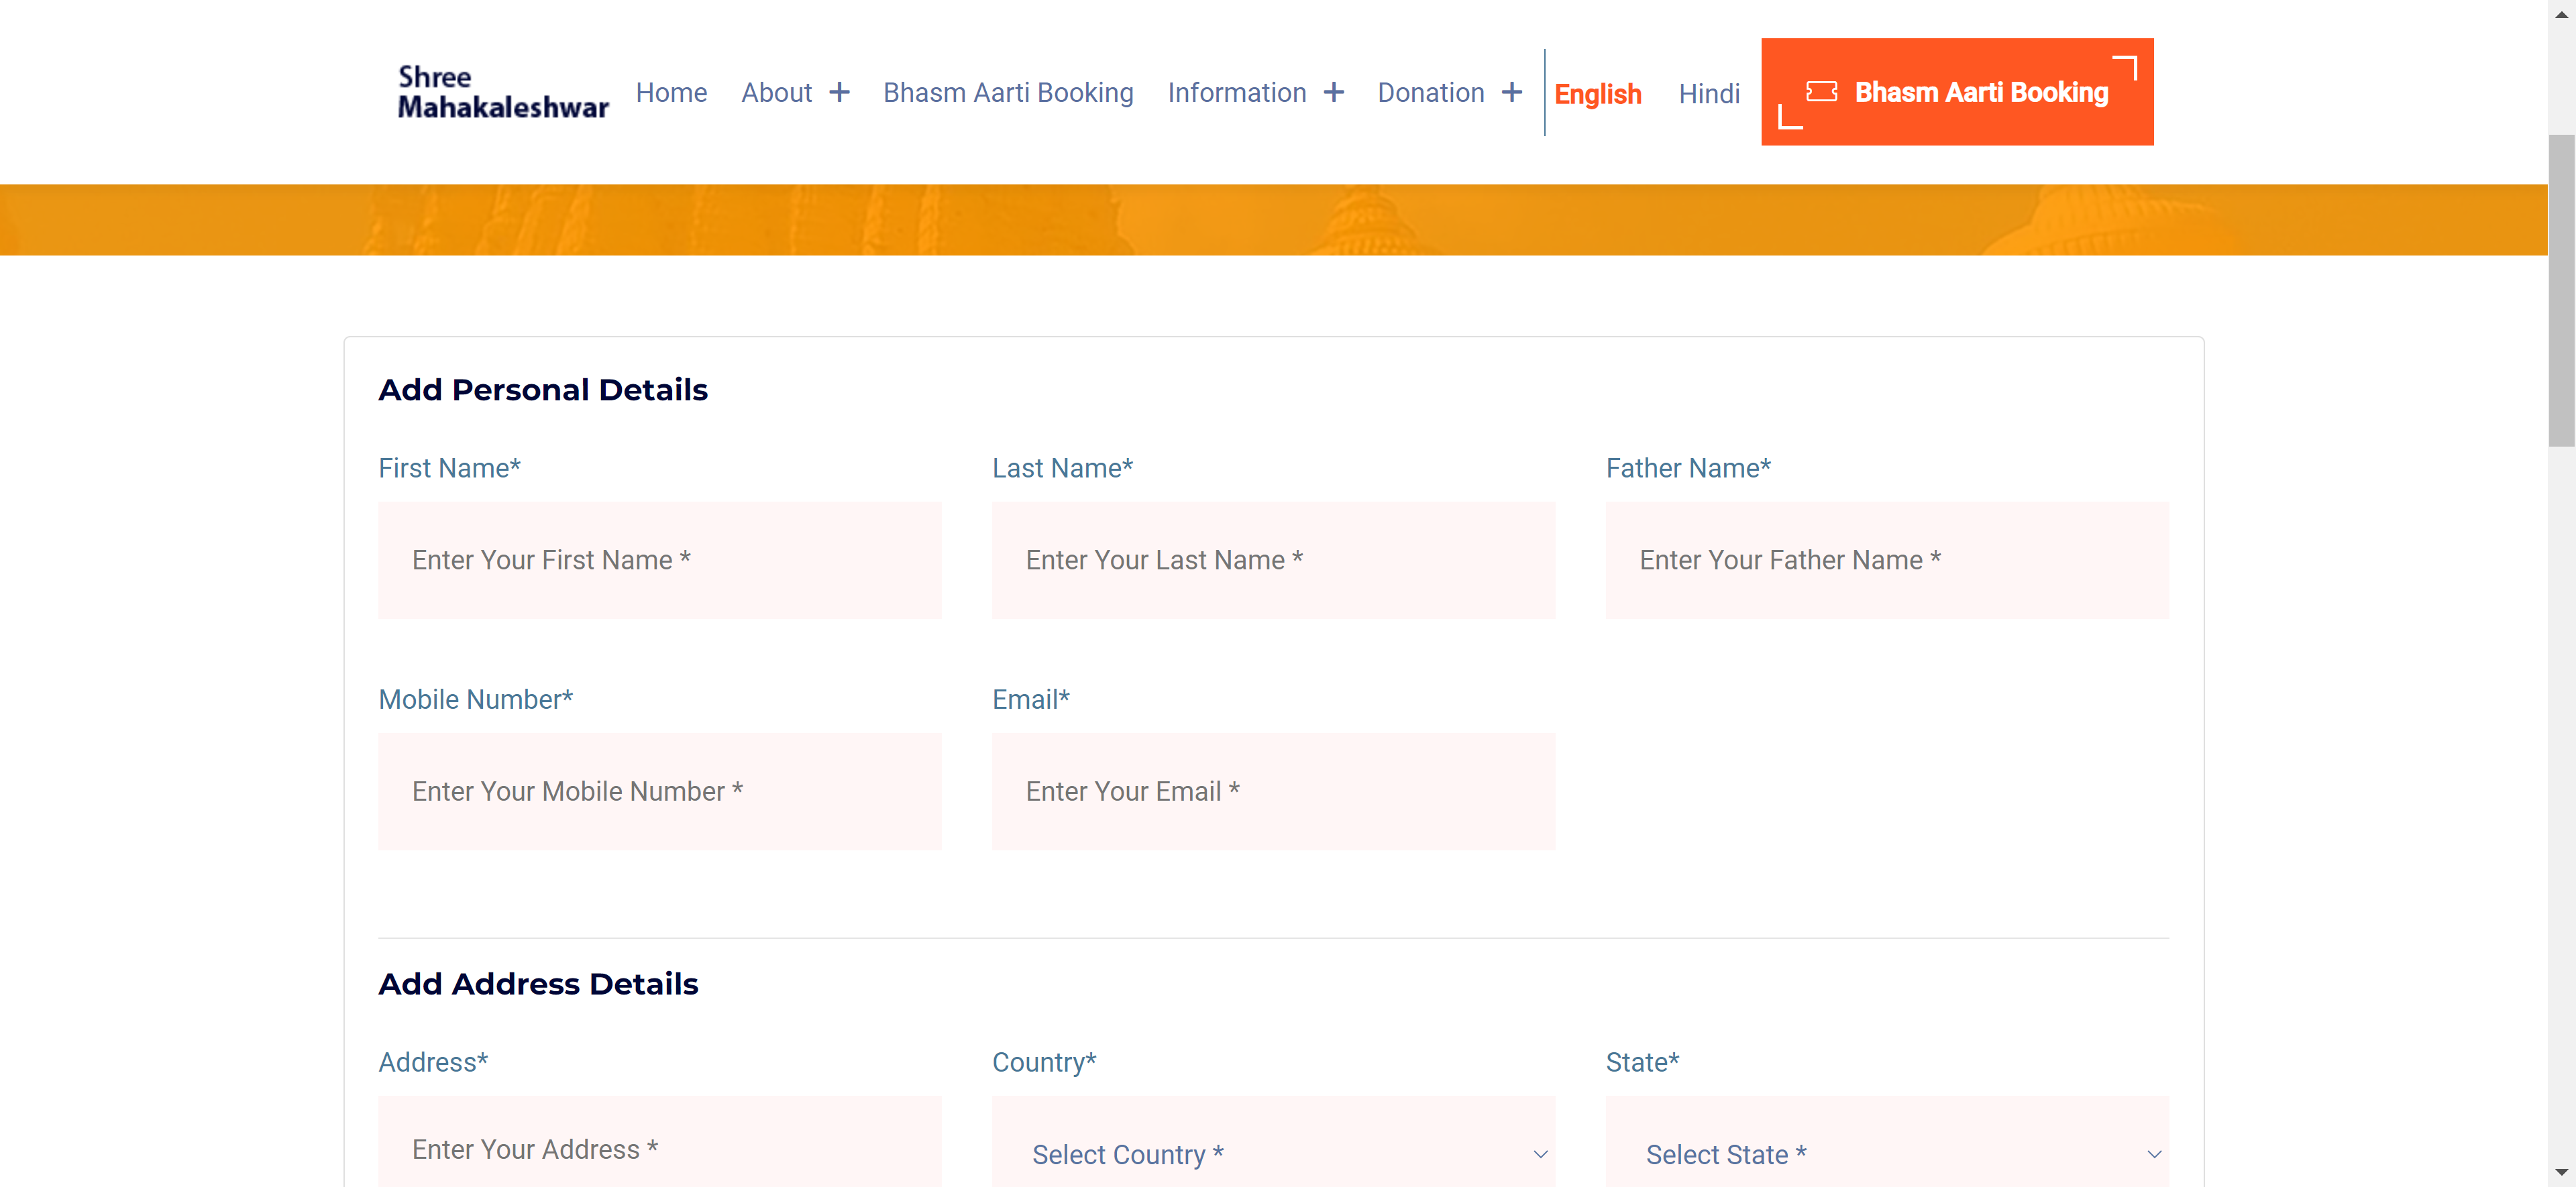 Shree
Mahakaleshwar
Home About + Bhasm Aarti Booking Information + Donation + English Hindi Bhasm Aarti Booking
Add Personal Details
First Name* Last Name* Father Name*
Enter Your First Name * Enter Your Last Name * Enter Your Father Name *
Mobile Number* Email*
Enter Your Mobile Number * Enter Your Email *
Add Address Details
Address* Country* State*
Enter Your Address * Select Country * Select State *